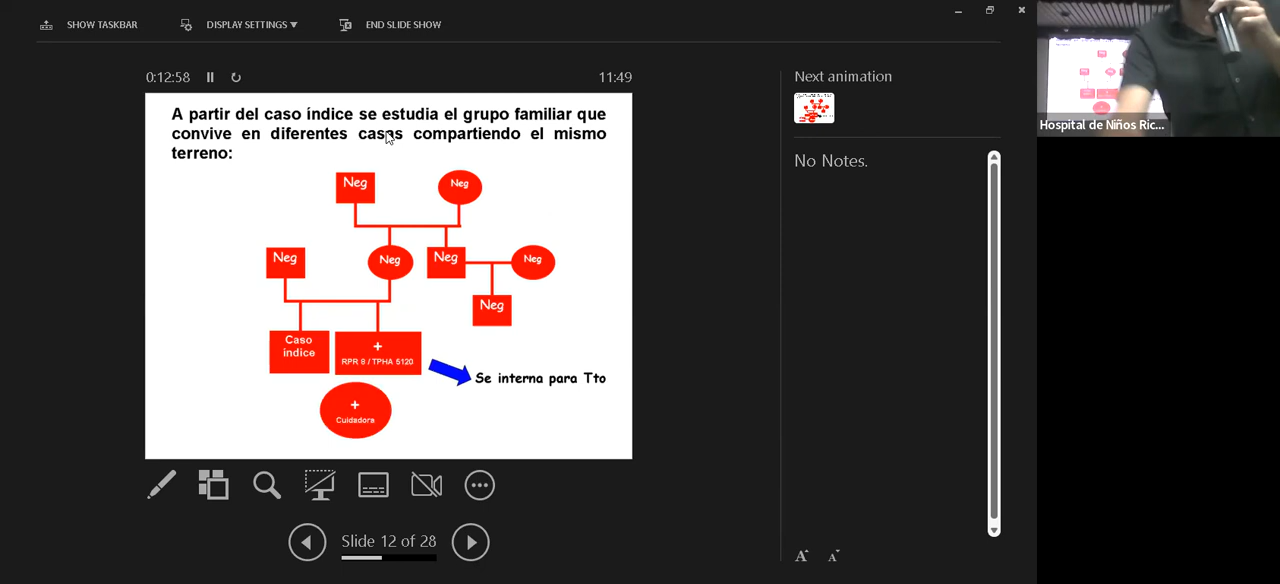 SHOW TASKBAR
DISPLAY SETTINGS
END SLIDE SHOW
0:12:58
11:49
Next animation
No Notes.
A partir del caso índice se estudia el grupo familiar que
convive en diferentes casas compartiendo el mismo
terreno:
Neg
Neg
Neg
Neg
Neg
Neg
Neg
Caso
índice
+
RPR 8 / TPHA 5120
Se interna para Tto
+
Cuidadora
Slide 12 of 28
A
A
Hospital de Niños Ric...